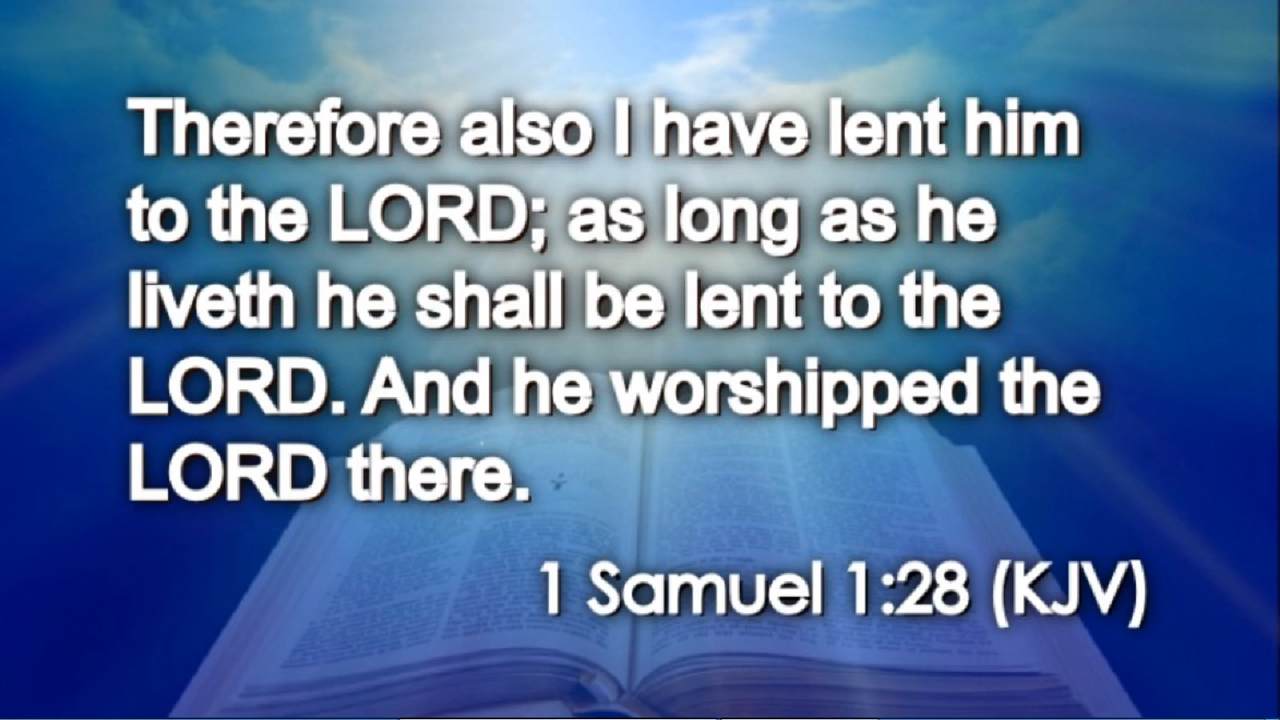 Therefore also I have lent him
to the LORD; as long as he
liveth he shall be lent to the
LORD. And he worshipped the
LORD there.
1 Samuel 1:28 (KJV)